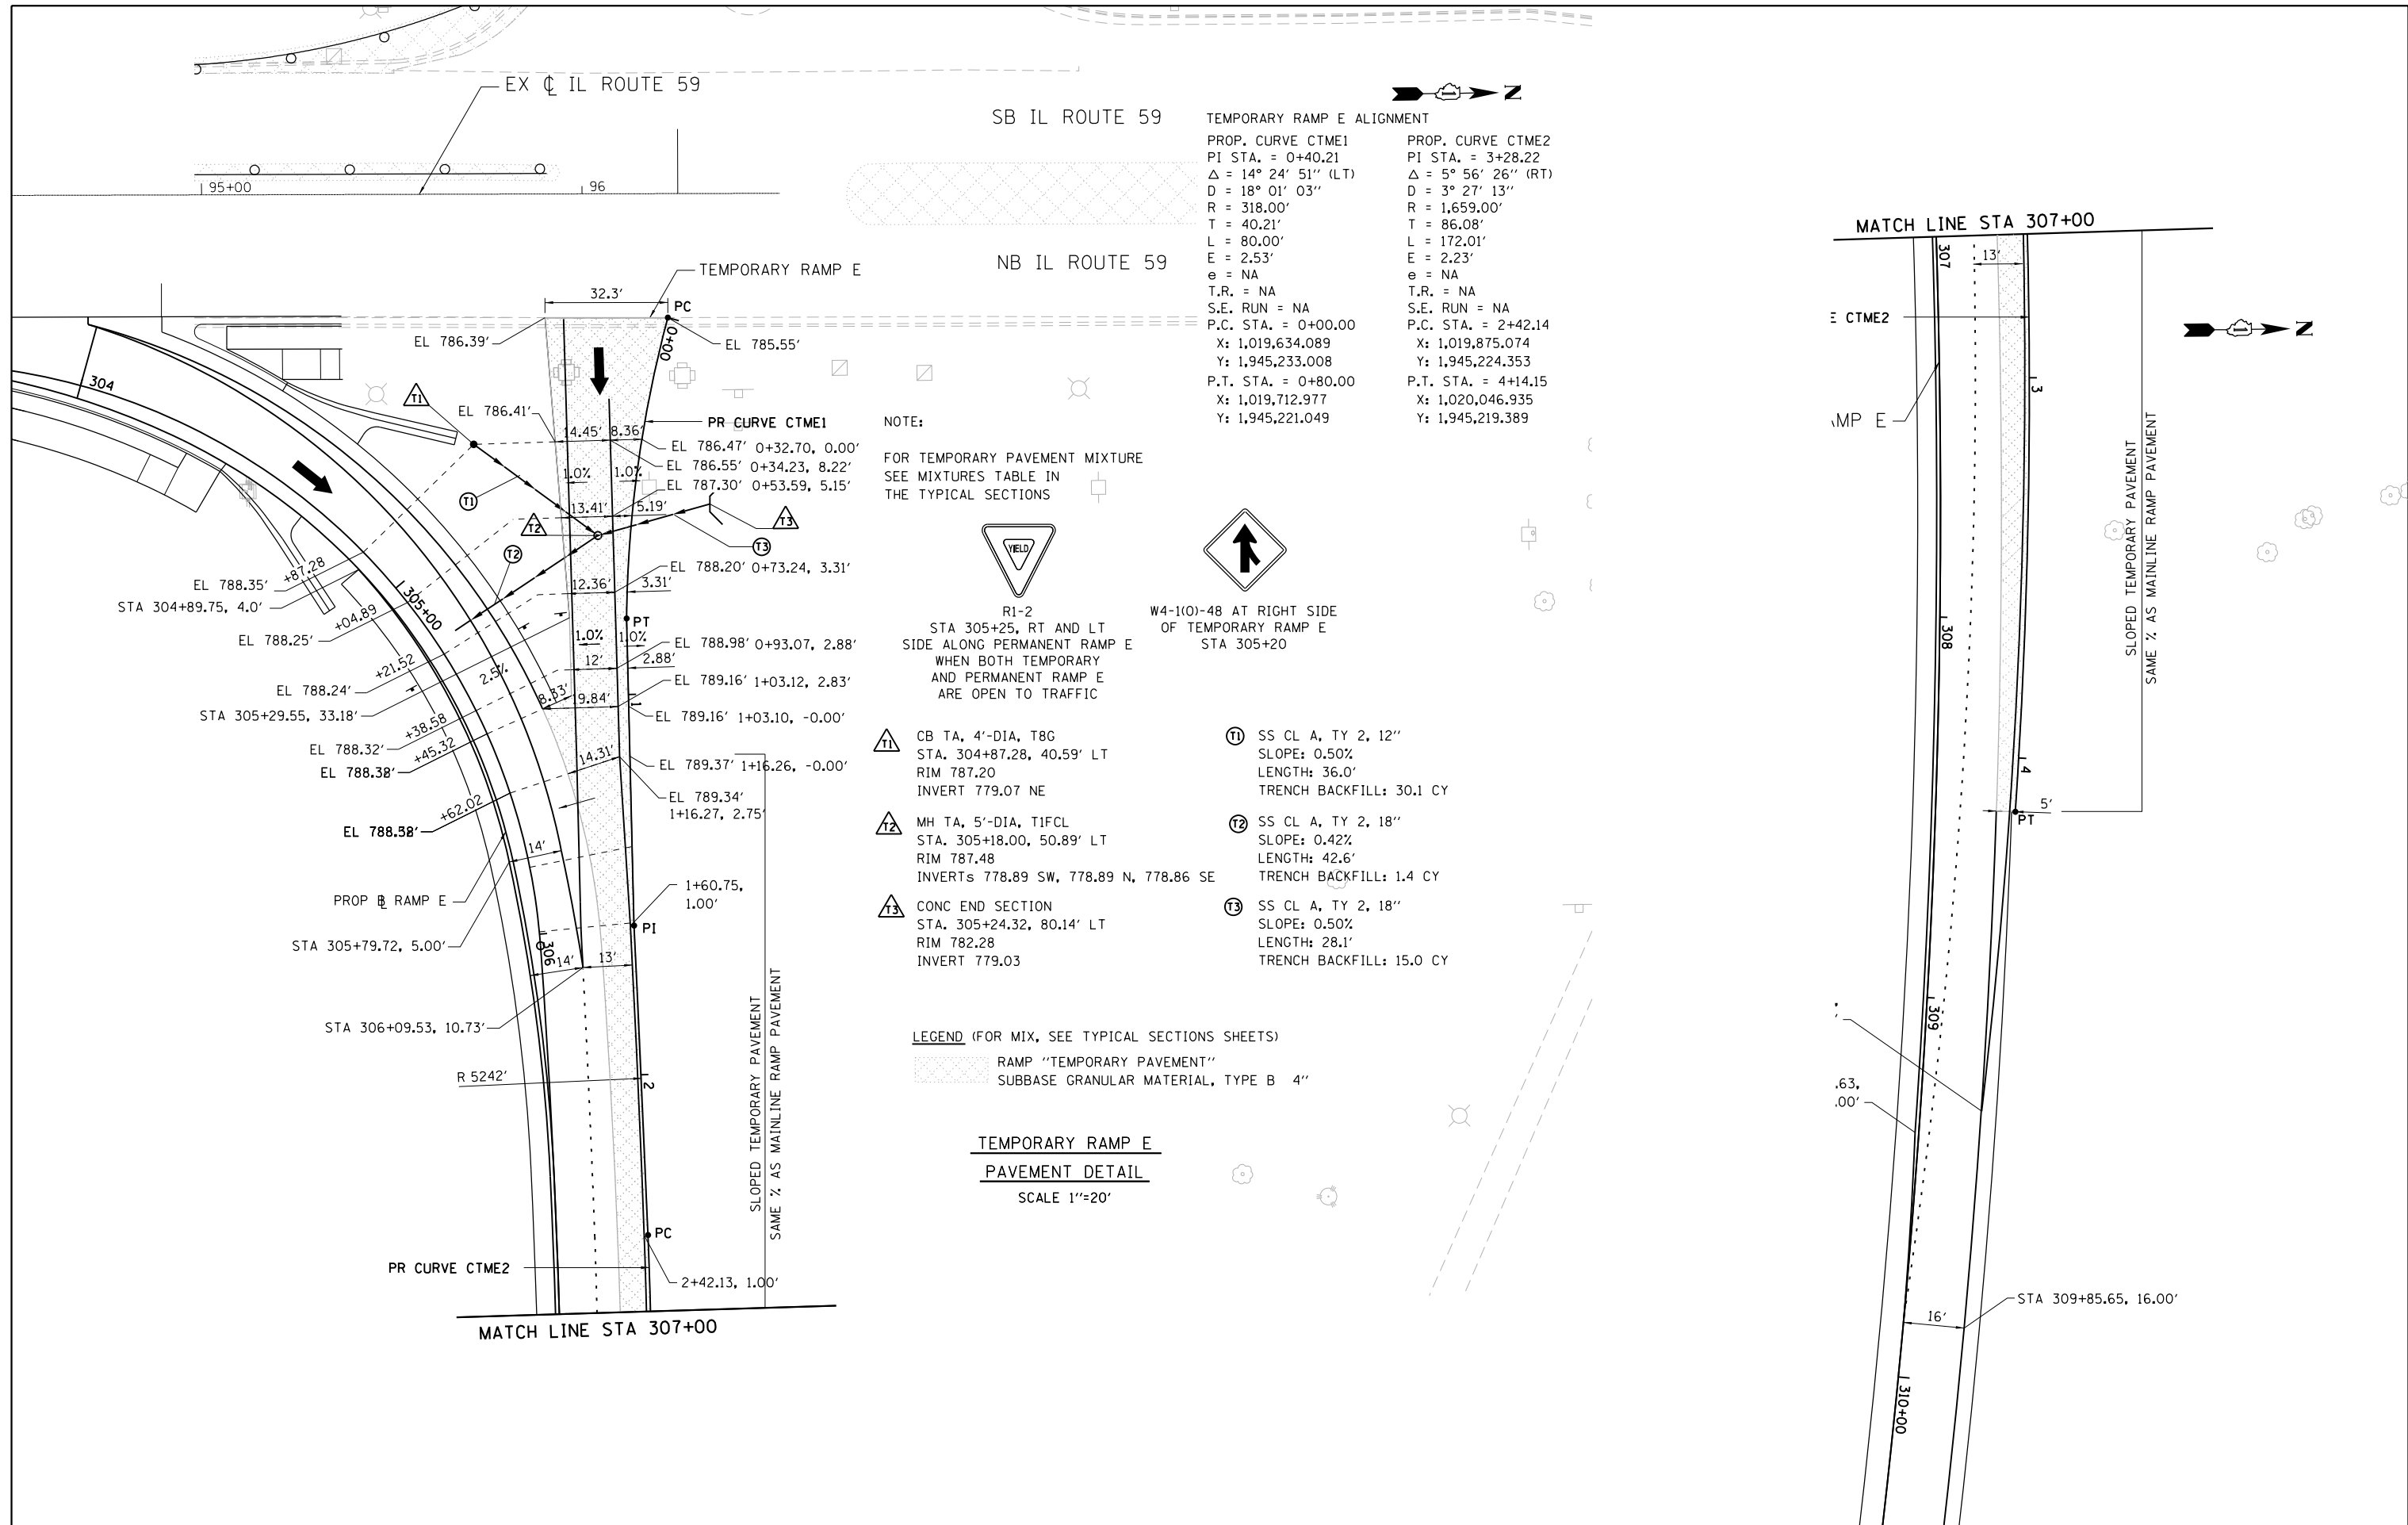 EX ℄ IL ROUTE 59
SB IL ROUTE 59
NB IL ROUTE 59
95+00
96
N
TEMPORARY RAMP E ALIGNMENT
PROP. CURVE CTME1
PI STA. = 0+40.21
Δ = 14° 24' 51'' (LT)
D = 18° 01' 03''
R = 318.00'
T = 40.21'
L = 80.00'
E = 2.53'
e = NA
T.R. = NA
S.E. RUN = NA
P.C. STA. = 0+00.00
X: 1,019,634.089
Y: 1,945,233.008
P.T. STA. = 0+80.00
X: 1,019,712.977
Y: 1,945,221.049
PROP. CURVE CTME2
PI STA. = 3+28.22
Δ = 5° 56' 26'' (RT)
D = 3° 27' 13''
R = 1,659.00'
T = 86.08'
L = 172.01'
E = 2.23'
e = NA
T.R. = NA
S.E. RUN = NA
P.C. STA. = 2+42.14
X: 1,019,875.074
Y: 1,945,224.353
P.T. STA. = 4+14.15
X: 1,020,046.935
Y: 1,945,219.389
TEMPORARY RAMP E
32.3'
PC
0+00
EL 786.39'
EL 785.55'
304
T1
EL 786.41'
PR CURVE CTME1
14.45'
8.36'
EL 786.47' 0+32.70, 0.00'
EL 786.55' 0+34.23, 8.22'
1.0%
1.0%
EL 787.30' 0+53.59, 5.15'
T1
13.41'
5.19'
T2
T3
T3
T2
EL 788.20' 0+73.24, 3.31'
12.36'
3.31'
+87.28
EL 788.35'
STA 304+89.75, 4.0'
305+00
+04.89
EL 788.25'
PT
1.0%
1.0%
EL 788.98' 0+93.07, 2.88'
12'
2.88'
+21.52
2.5%
EL 788.24'
EL 789.16' 1+03.12, 2.83'
8.33'
9.84'
1
STA 305+29.55, 33.18'
EL 789.16' 1+03.10, -0.00'
+38.58
EL 788.32'
+45.32
EL 788.38'
14.31'
EL 789.37' 1+16.26, -0.00'
EL 789.34'
1+16.27, 2.75'
+62.02
14'
PROP ℄ RAMP E
1+60.75,
1.00'
STA 305+79.72, 5.00'
PI
306
14'
13'
STA 306+09.53, 10.73'
R 5242'
2
SLOPED TEMPORARY PAVEMENT
SAME % AS MAINLINE RAMP PAVEMENT
PC
PR CURVE CTME2
2+42.13, 1.00'
MATCH LINE STA 307+00
NOTE:
FOR TEMPORARY PAVEMENT MIXTURE
SEE MIXTURES TABLE IN
THE TYPICAL SECTIONS
YIELD
R1-2
STA 305+25, RT AND LT
SIDE ALONG PERMANENT RAMP E
WHEN BOTH TEMPORARY
AND PERMANENT RAMP E
ARE OPEN TO TRAFFIC
W4-1(O)-48 AT RIGHT SIDE
OF TEMPORARY RAMP E
STA 305+20
T1 CB TA, 4'-DIA, T8G
STA. 304+87.28, 40.59' LT
RIM 787.20
INVERT 779.07 NE
T2 MH TA, 5'-DIA, T1FCL
STA. 305+18.00, 50.89' LT
RIM 787.48
INVERTs 778.89 SW, 778.89 N, 778.86 SE
T3 CONC END SECTION
STA. 305+24.32, 80.14' LT
RIM 782.28
INVERT 779.03
T1 SS CL A, TY 2, 12''
SLOPE: 0.50%
LENGTH: 36.0'
TRENCH BACKFILL: 30.1 CY
T2 SS CL A, TY 2, 18''
SLOPE: 0.42%
LENGTH: 42.6'
TRENCH BACKFILL: 1.4 CY
T3 SS CL A, TY 2, 18''
SLOPE: 0.50%
LENGTH: 28.1'
TRENCH BACKFILL: 15.0 CY
LEGEND (FOR MIX, SEE TYPICAL SECTIONS SHEETS)
RAMP ''TEMPORARY PAVEMENT''
SUBBASE GRANULAR MATERIAL, TYPE B 4''
TEMPORARY RAMP E
PAVEMENT DETAIL
SCALE 1''=20'
MATCH LINE STA 307+00
307
13'
E CTME2
N
3
MP E
SLOPED TEMPORARY PAVEMENT
SAME % AS MAINLINE RAMP PAVEMENT
308
4
5'
PT
309
.63,
.00'
STA 309+85.65, 16.00'
16'
310+00